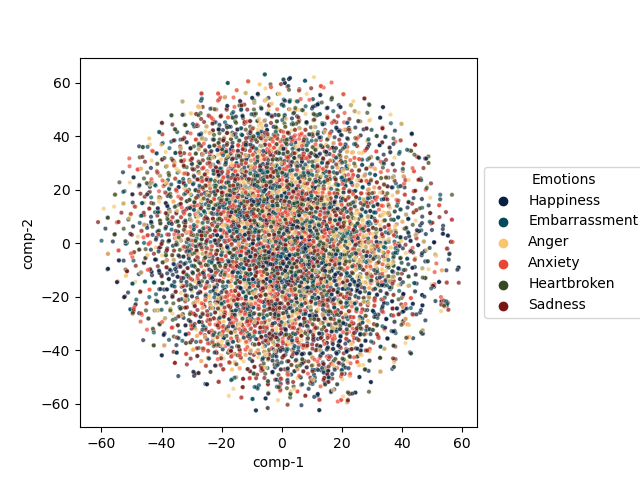 60
40
20
0
−20
−40
−60
comp-2
−60
−40
−20
0
20
40
60
comp-1
Emotions
Happiness
Embarrassment
Anger
Anxiety
Heartbroken
Sadness